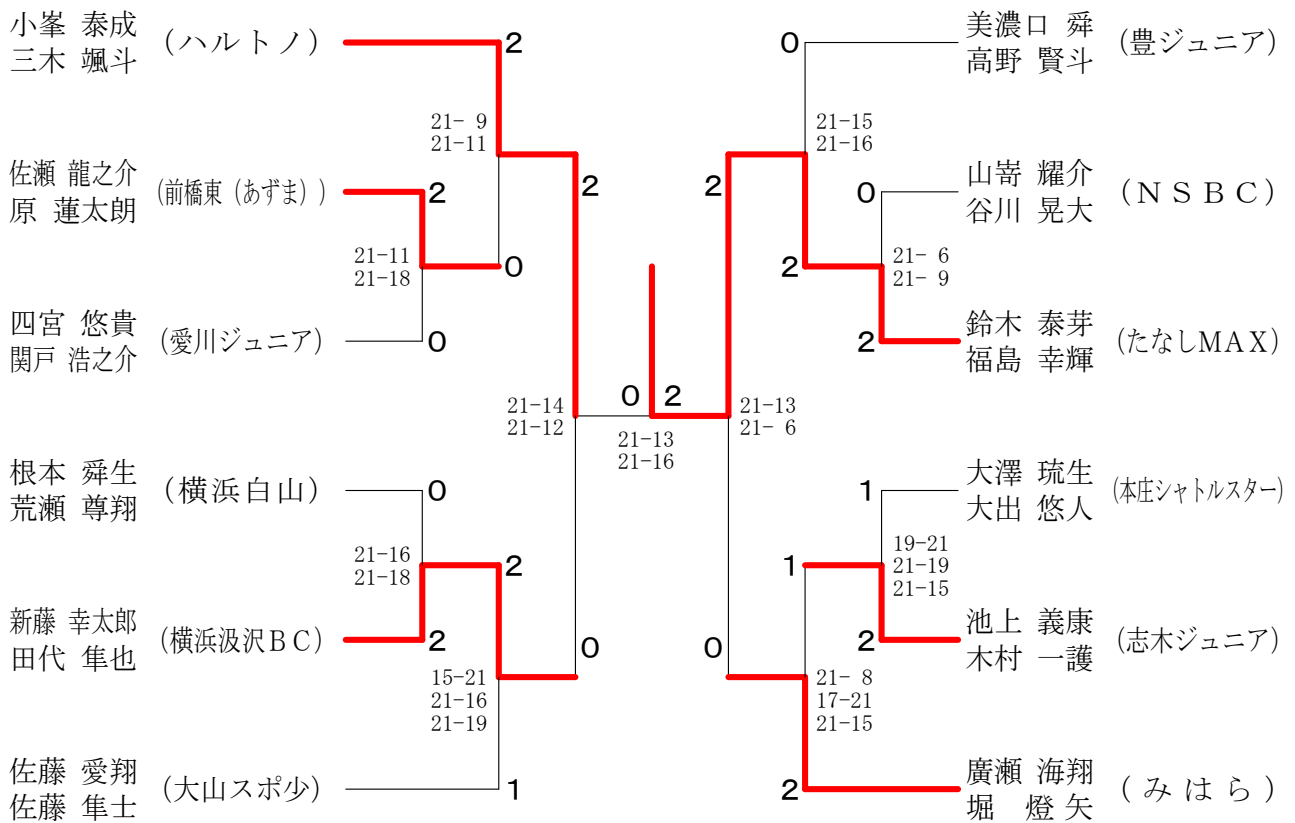 小峯 泰成
三木 颯斗
(ハルトノ)
2
21- 9
21-11
佐瀬 龍之介
原 蓮太朗
(前橋東（あずま）)
2
2
21-11
21-18
0
四宮 悠貴
関戸 浩之介
(愛川ジュニア)
0
21-14
21-12
根本 舜生
荒瀬 尊翔
(横浜白山)
0
21-16
21-18
2
新藤 幸太郎
田代 隼也
(横浜汲沢ＢＣ)
2
0
15-21
21-16
21-19
佐藤 愛翔
佐藤 隼士
(大山スポ少)
1
0 2
21-13
21-16
0
美濃口 舜
高野 賢斗
(豊ジュニア)
21-15
21-16
2
0
山嵜 耀介
谷川 晃大
(ＮＳＢＣ)
2
21- 6
21- 9
2
鈴木 泰芽
福島 幸輝
(たなしMAX)
21-13
21- 6
1
大澤 琉生
大出 悠人
(本庄シャトルスター)
1
19-21
21-19
21-15
0
2
池上 義康
木村 一護
(志木ジュニア)
21- 8
17-21
21-15
2
廣瀬 海翔
堀 燈矢
(みはら)